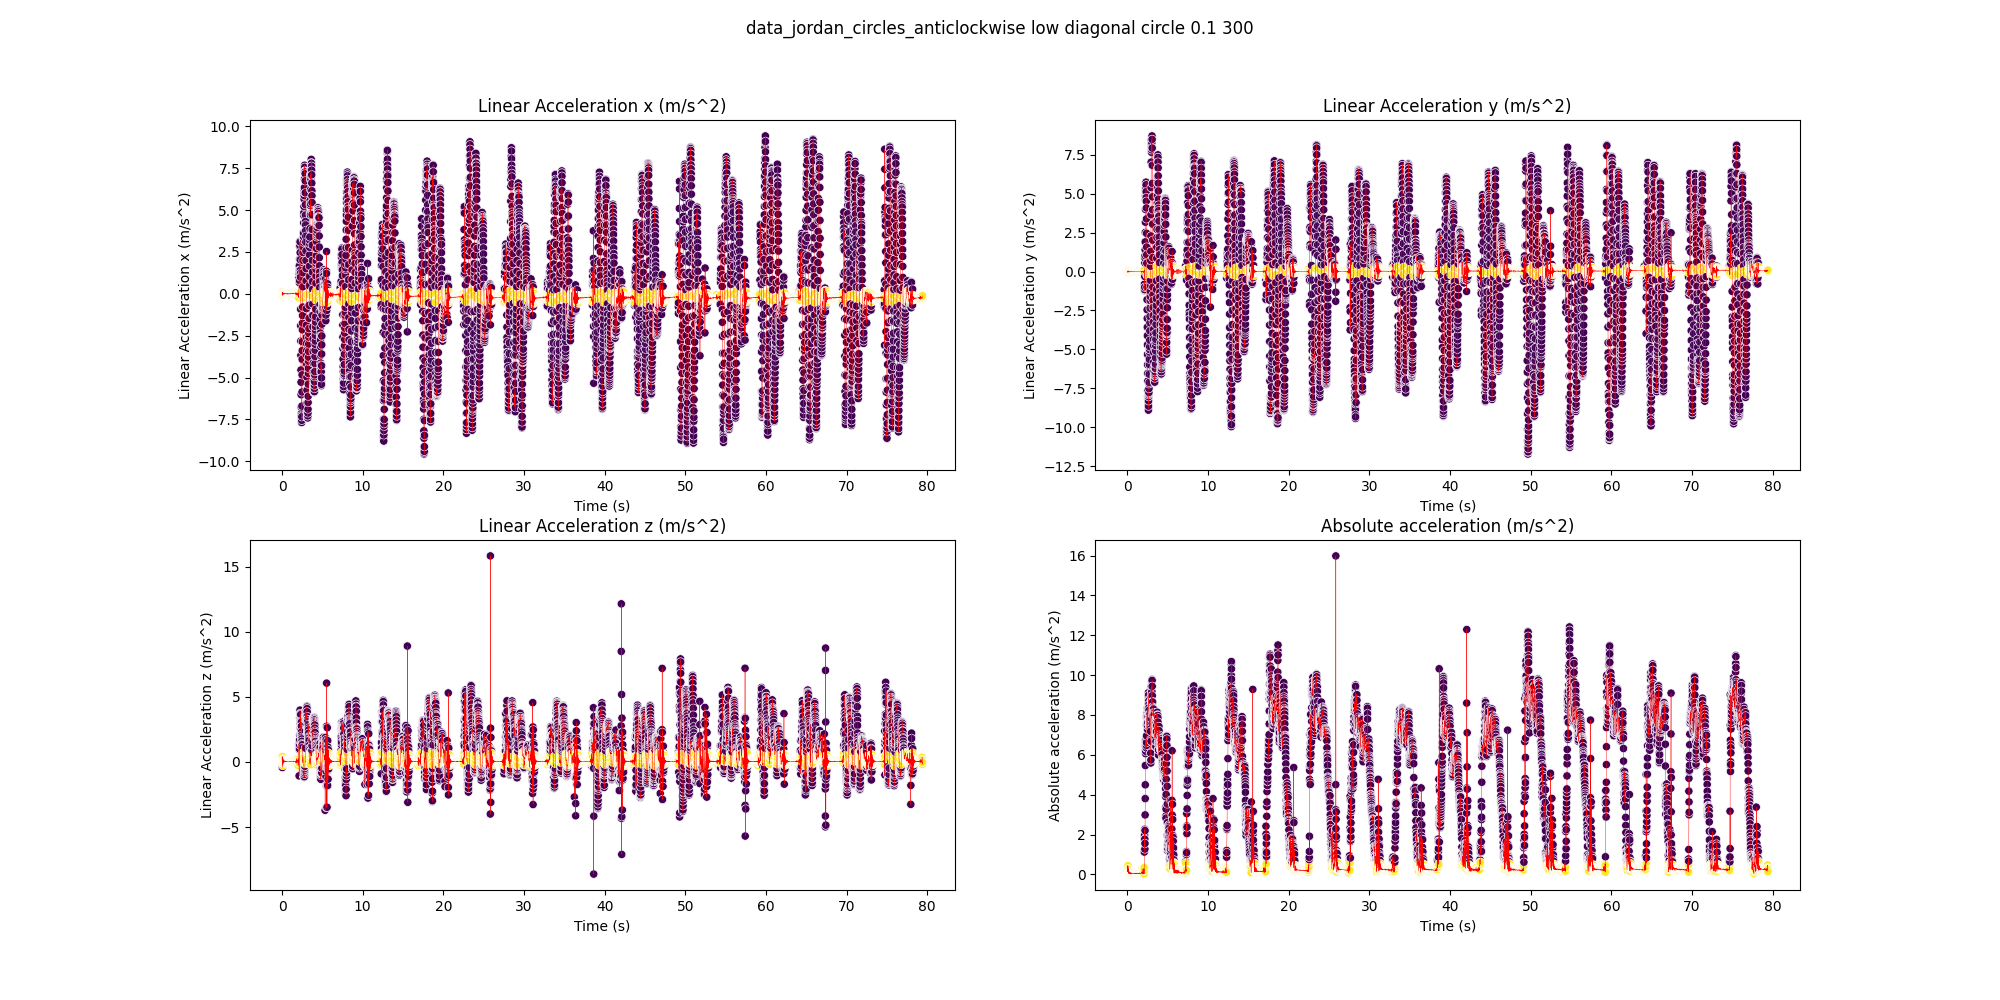 data_jordan_circles_anticlockwise low diagonal circle 0.1 300
Linear Acceleration x (m/s^2)
Linear Acceleration x (m/s^2)
10.0
7.5
5.0
2.5
0.0
−2.5
−5.0
−7.5
−10.0
0 10 20 30 40 50 60 70 80
Time (s)
Linear Acceleration y (m/s^2)
Linear Acceleration y (m/s^2)
7.5
5.0
2.5
0.0
−2.5
−5.0
−7.5
−10.0
−12.5
0 10 20 30 40 50 60 70 80
Time (s)
Linear Acceleration z (m/s^2)
Linear Acceleration z (m/s^2)
15
10
5
0
−5
0 10 20 30 40 50 60 70 80
Time (s)
Absolute acceleration (m/s^2)
Absolute acceleration (m/s^2)
16
14
12
10
8
6
4
2
0
0 10 20 30 40 50 60 70 80
Time (s)